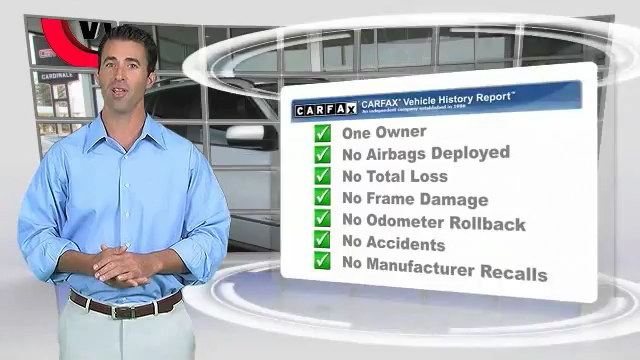 CARDINALE
CARFAX
CARFAX Vehicle History Report™
An independent company established in 1986
One Owner
No Airbags Deployed
No Total Loss
No Frame Damage
No Odometer Rollback
No Accidents
No Manufacturer Recalls